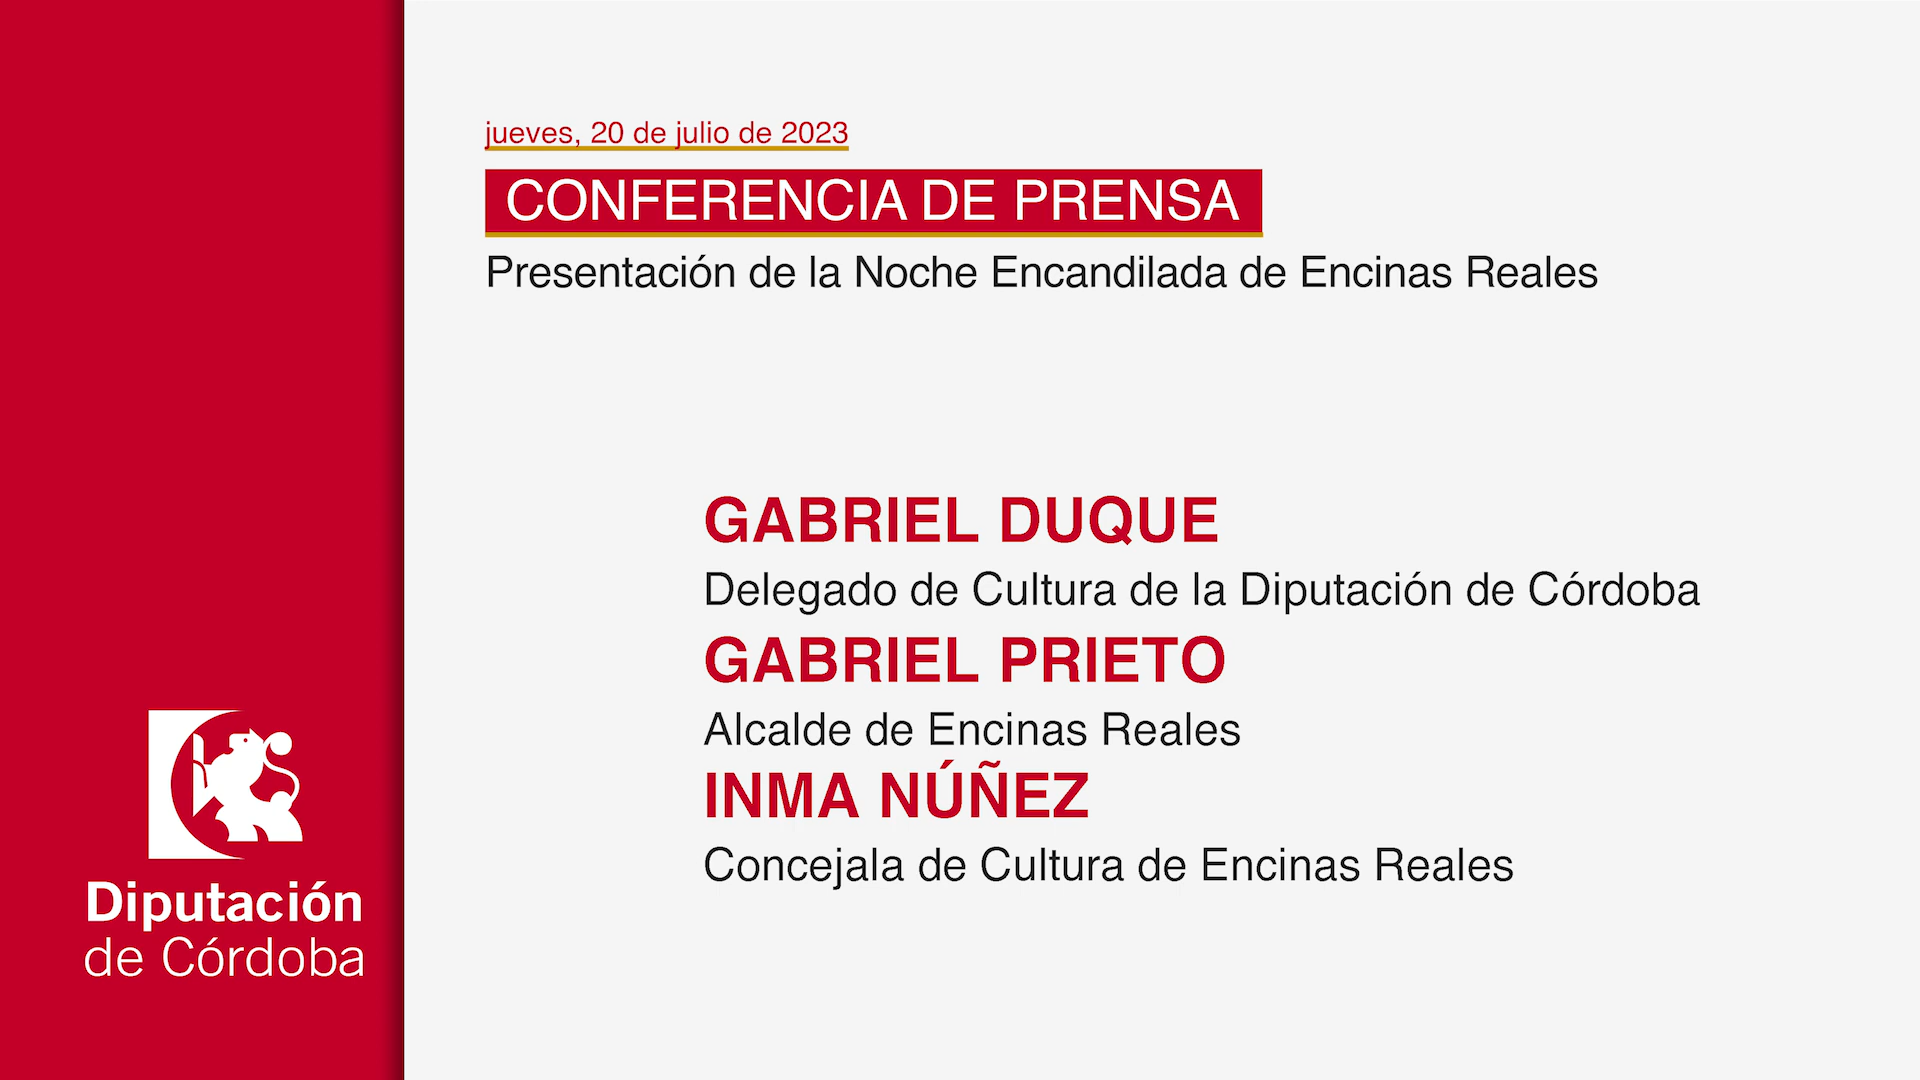 jueves, 20 de julio de 2023
CONFERENCIA DE PRENSA
Presentación de la Noche Encandilada de Encinas Reales
GABRIEL DUQUE
Delegado de Cultura de la Diputación de Córdoba
GABRIEL PRIETO
Alcalde de Encinas Reales
INMA NÚÑEZ
Concejala de Cultura de Encinas Reales
Diputación
de Córdoba